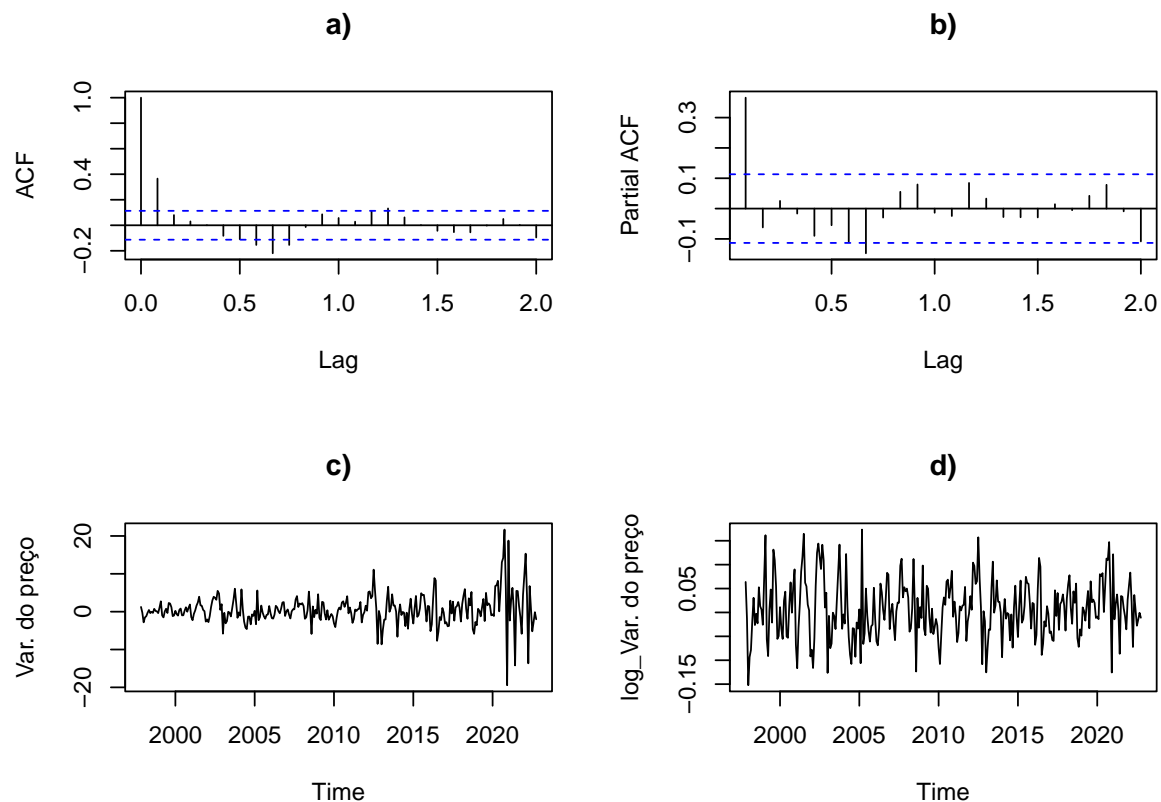 a)
ACF
1.0
0.4
−0.2
0.0 0.5 1.0 1.5 2.0
Lag
b)
Partial ACF
0.3
0.1
−0.1
0.5 1.0 1.5 2.0
Lag
c)
Var. do preço
20
0
−20
2000 2005 2010 2015 2020
Time
d)
log_Var. do preço
0.05
−0.15
2000 2005 2010 2015 2020
Time